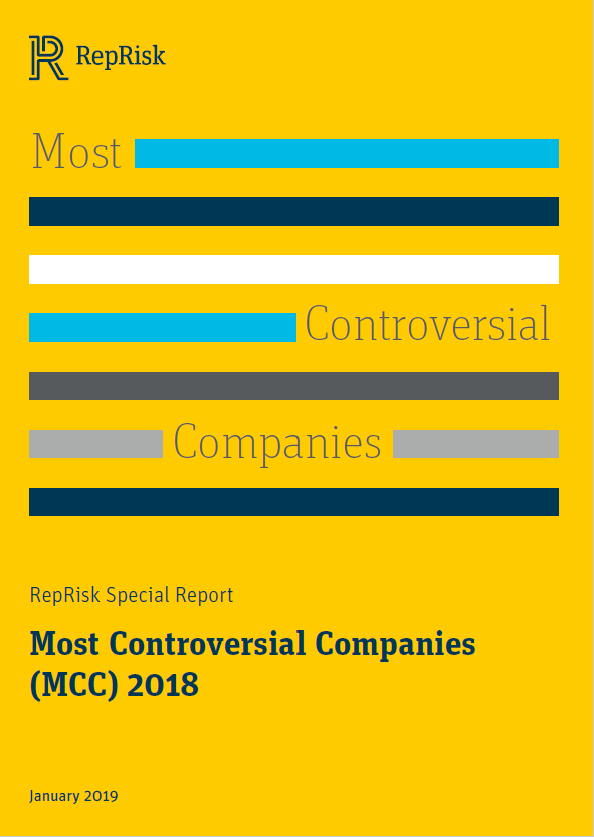 RepRisk
Most
Controversial
Companies
RepRisk Special Report
Most Controversial Companies
(MCC) 2018
January 2019